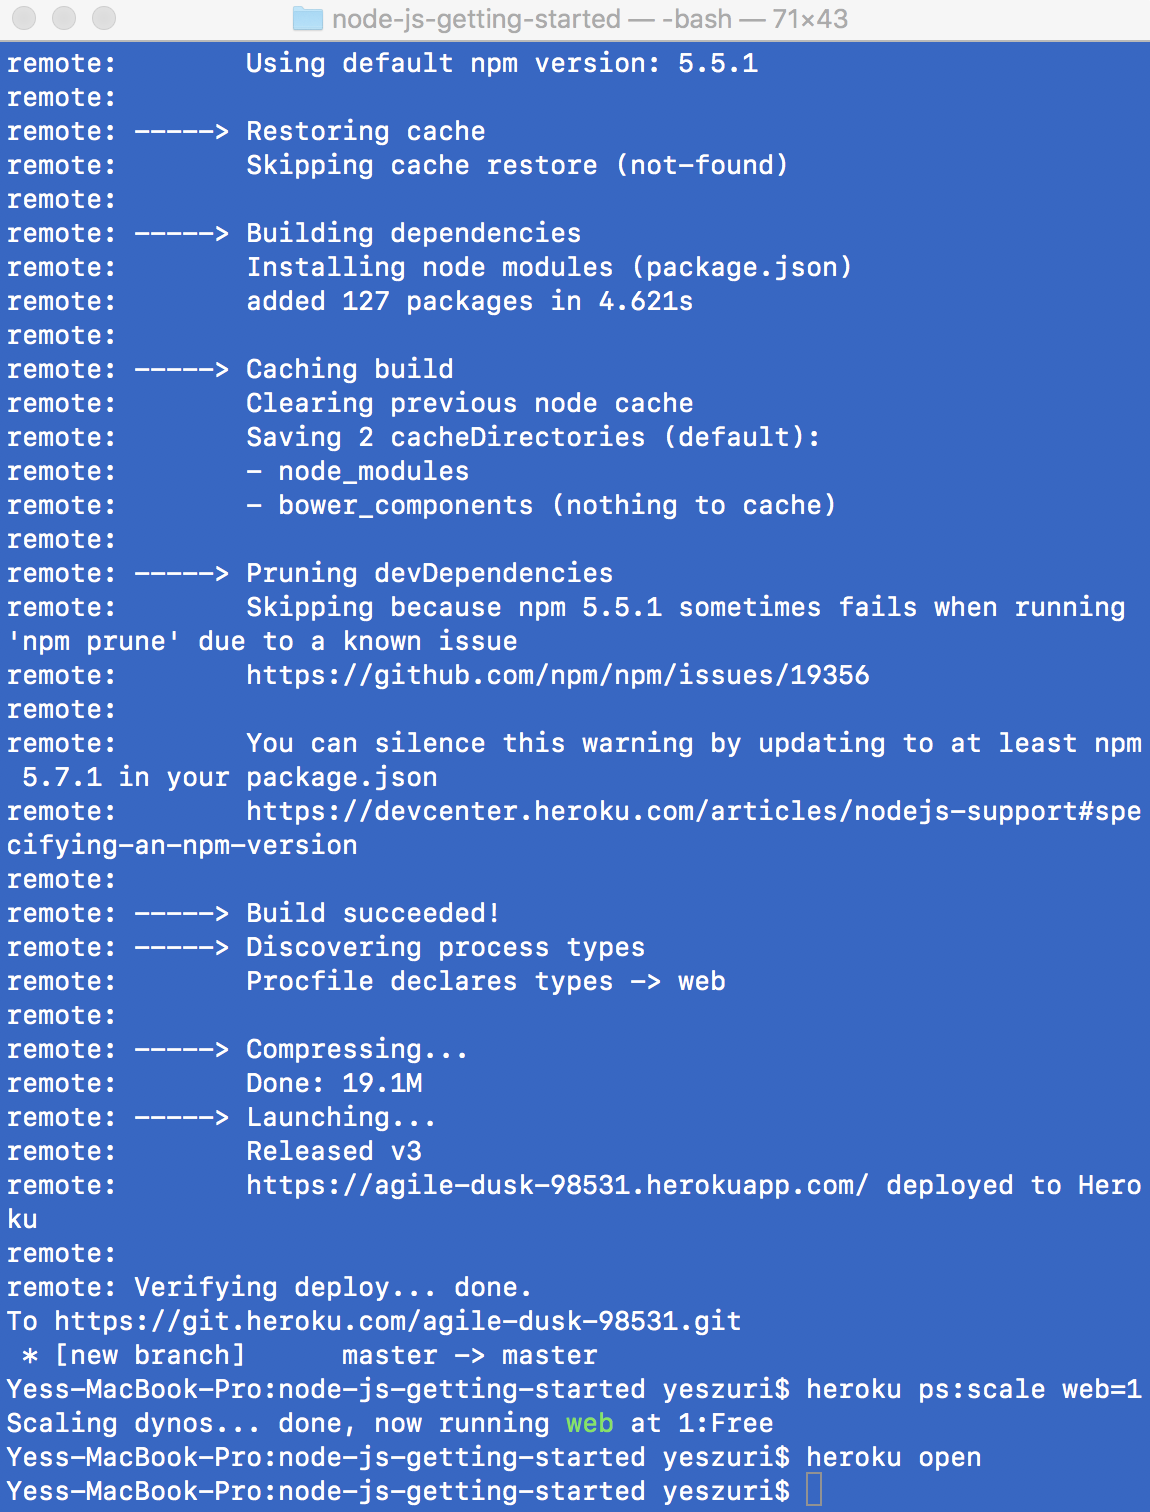 node-js-getting-started — -bash — 71×43
remote:        Using default npm version: 5.5.1
remote:
remote: -----> Restoring cache
remote:        Skipping cache restore (not-found)
remote:
remote: -----> Building dependencies
remote:        Installing node modules (package.json)
remote:        added 127 packages in 4.621s
remote:
remote: -----> Caching build
remote:        Clearing previous node cache
remote:        Saving 2 cacheDirectories (default):
remote:        - node_modules
remote:        - bower_components (nothing to cache)
remote:
remote: -----> Pruning devDependencies
remote:        Skipping because npm 5.5.1 sometimes fails when running
'npm prune' due to a known issue
remote:        https://github.com/npm/npm/issues/19356
remote:
remote:        You can silence this warning by updating to at least npm
 5.7.1 in your package.json
remote:        https://devcenter.heroku.com/articles/nodejs-support#spe
cifying-an-npm-version
remote:
remote: -----> Build succeeded!
remote: -----> Discovering process types
remote:        Procfile declares types -> web
remote:
remote: -----> Compressing...
remote:        Done: 19.1M
remote: -----> Launching...
remote:        Released v3
remote:        https://agile-dusk-98531.herokuapp.com/ deployed to Hero
ku
remote:
remote: Verifying deploy... done.
To https://git.heroku.com/agile-dusk-98531.git
 * [new branch]      master -> master
Yess-MacBook-Pro:node-js-getting-started yeszuri$ heroku ps:scale web=1
Scaling dynos... done, now running web at 1:Free
Yess-MacBook-Pro:node-js-getting-started yeszuri$ heroku open
Yess-MacBook-Pro:node-js-getting-started yeszuri$